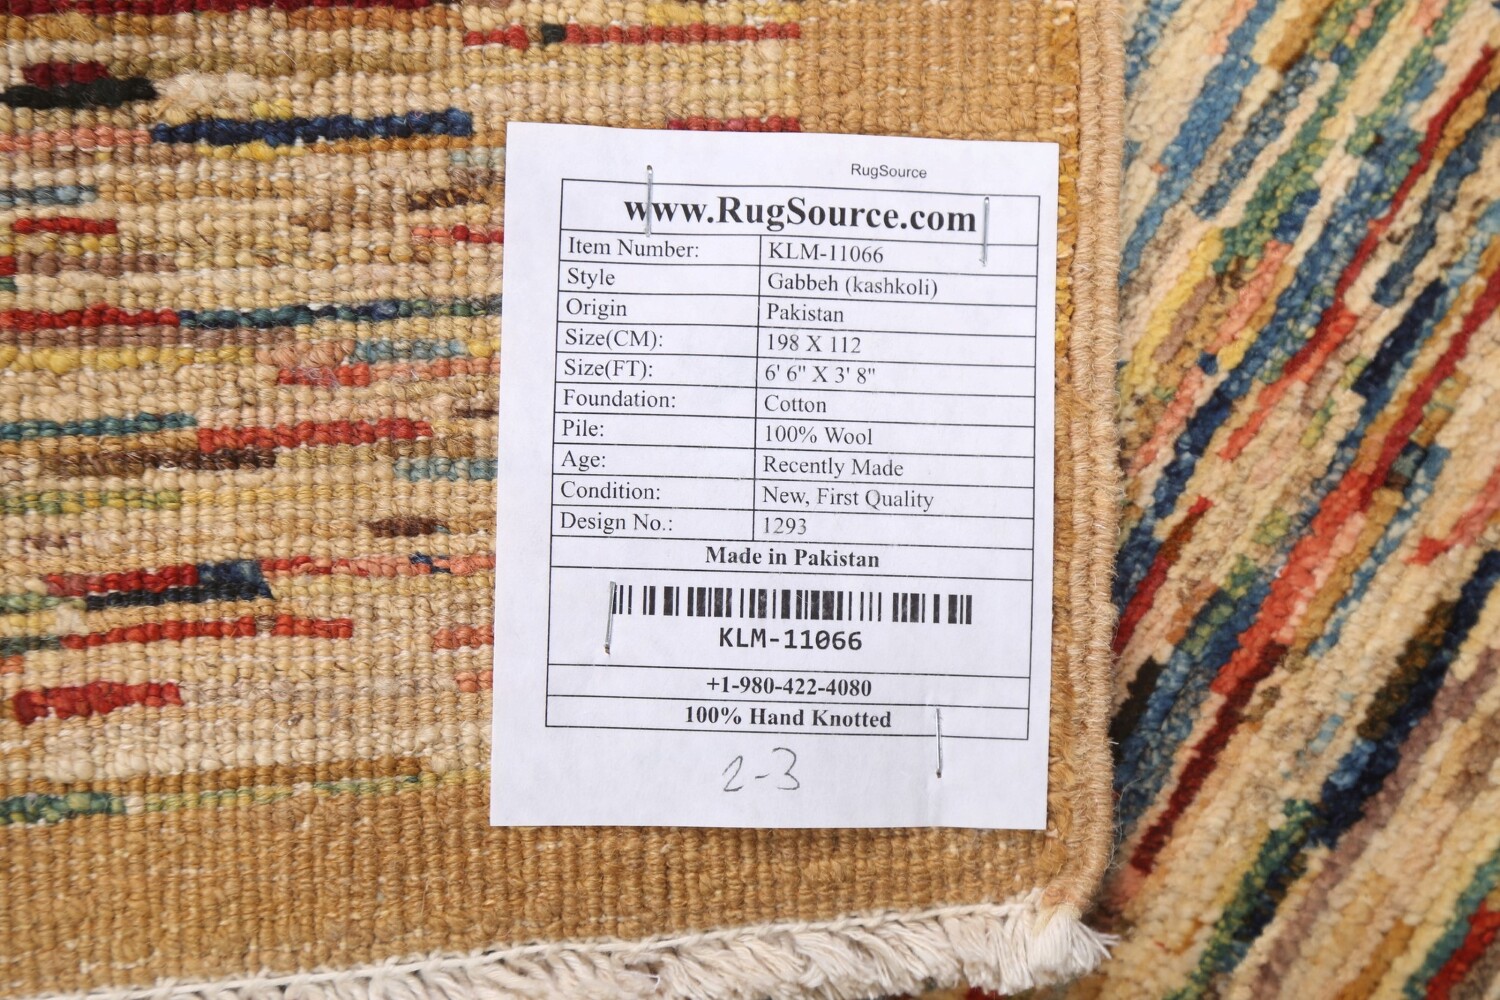 RugSource
www.RugSource.com
Item Number: KLM-11066
Style Gabbeh (kashkoli)
Origin Pakistan
Size(CM): 198 X 112
Size(FT): 6' 6" X 3' 8"
Foundation: Cotton
Pile: 100% Wool
Age: Recently Made
Condition: New, First Quality
Design No.: 1293
Made in Pakistan
KLM-11066
+1-980-422-4080
100% Hand Knotted
2-3